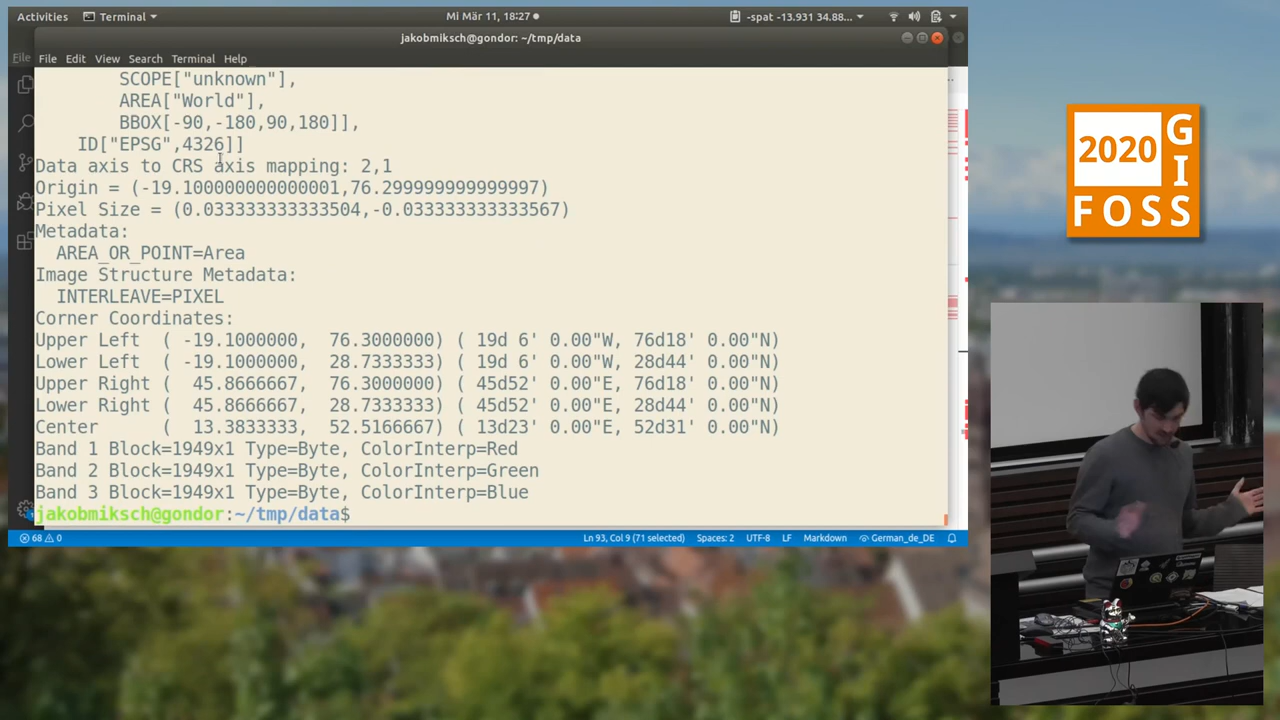 Activities
Terminal
Mi Mär 11, 18:27
-spat -13.931 34.88...
jakobmiksch@gondor: ~/tmp/data
File
File Edit View Search Terminal Help
SCOPE["unknown"],
AREA["World"],
BBOX[-90,-180,90,180]],
ID["EPSG",4326]]
Data axis to CRS axis mapping: 2,1
Origin = (-19.100000000000001,76.299999999999997)
Pixel Size = (0.033333333333504,-0.033333333333567)
Metadata:
AREA_OR_POINT=Area
Image Structure Metadata:
INTERLEAVE=PIXEL
Corner Coordinates:
Upper Left ( -19.1000000, 76.3000000) ( 19d 6' 0.00"W, 76d18' 0.00"N)
Lower Left ( -19.1000000, 28.7333333) ( 19d 6' 0.00"W, 28d44' 0.00"N)
Upper Right ( 45.8666667, 76.3000000) ( 45d52' 0.00"E, 76d18' 0.00"N)
Lower Right ( 45.8666667, 28.7333333) ( 45d52' 0.00"E, 28d44' 0.00"N)
Center ( 13.3833333, 52.5166667) ( 13d23' 0.00"E, 52d31' 0.00"N)
Band 1 Block=1949x1 Type=Byte, ColorInterp=Red
Band 2 Block=1949x1 Type=Byte, ColorInterp=Green
Band 3 Block=1949x1 Type=Byte, ColorInterp=Blue
jakobmiksch@gondor:~/tmp/data$
68 0
Ln 93, Col 9 (71 selected) Spaces: 2 UTF-8 LF Markdown German_de_DE
2020
GIS
FOSS